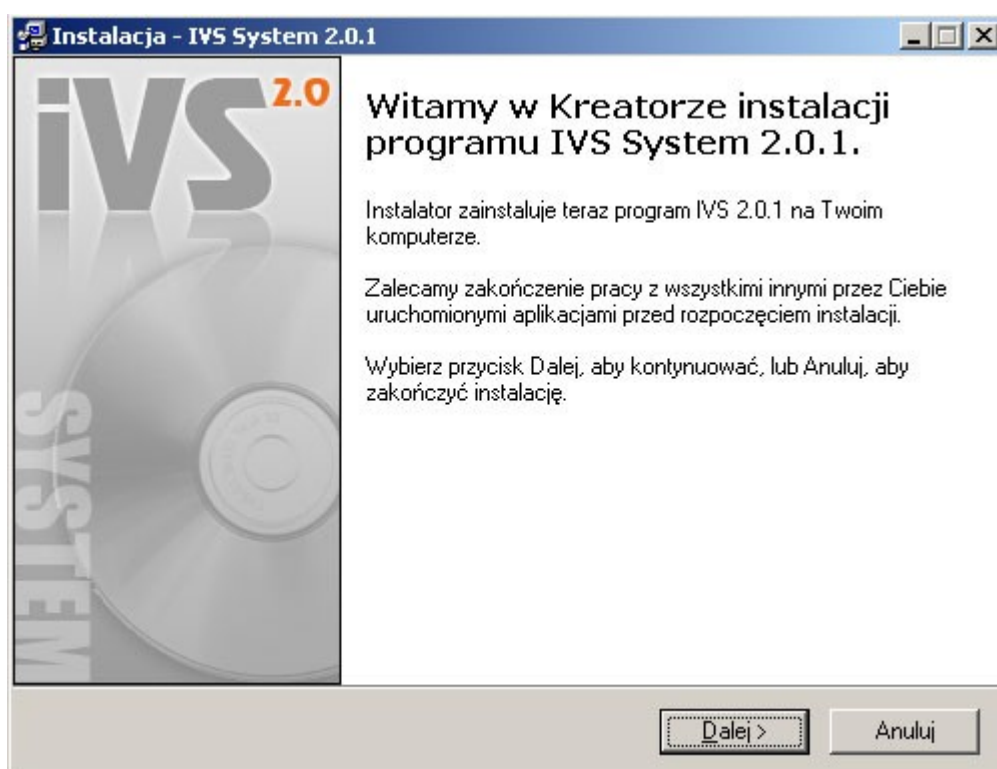 Instalacja - IVS System 2.0.1
iVS 2.0
SYSTEM
Witamy w Kreatorze instalacji
programu IVS System 2.0.1.
Instalator zainstaluje teraz program IVS 2.0.1 na Twoim
komputerze.
Zalecamy zakończenie pracy z wszystkimi innymi przez Ciebie
uruchomionymi aplikacjami przed rozpoczęciem instalacji.
Wybierz przycisk Dalej, aby kontynuować, lub Anuluj, aby
zakończyć instalację.
Dalej >
Anuluj